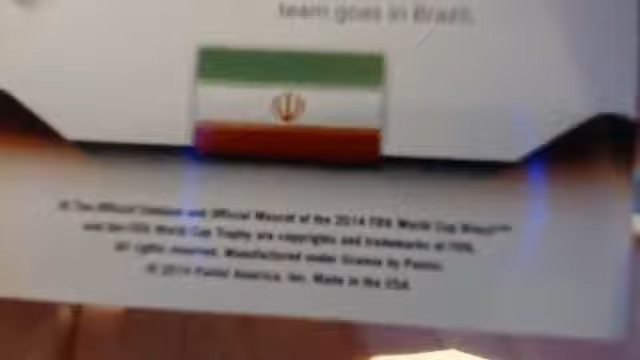 team goes in Brazil.
© The Official Emblem and Official Mascot of the 2014 FIFA World Cup Brazil™
and the FIFA World Cup Trophy are copyrights and trademarks of FIFA.
All rights reserved. Manufactured under license by Panini.
© 2014 Panini America, Inc. Made in the USA.